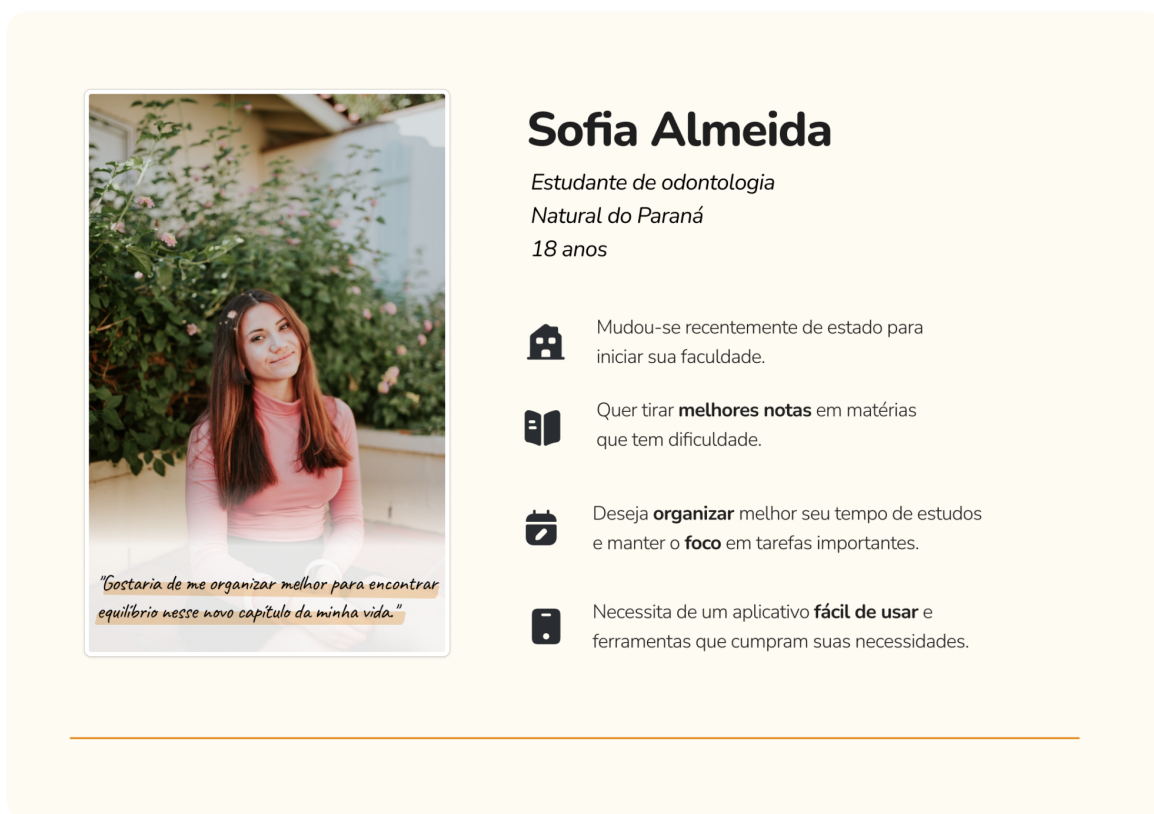 Sofia Almeida
Estudante de odontologia
Natural do Paraná
18 anos
Mudou-se recentemente de estado para
iniciar sua faculdade.
Quer tirar melhores notas em matérias
que tem dificuldade.
Deseja organizar melhor seu tempo de estudos
e manter o foco em tarefas importantes.
Necessita de um aplicativo fácil de usar e
ferramentas que cumpram suas necessidades.
"Gostaria de me organizar melhor para encontrar
equilíbrio nesse novo capítulo da minha vida."